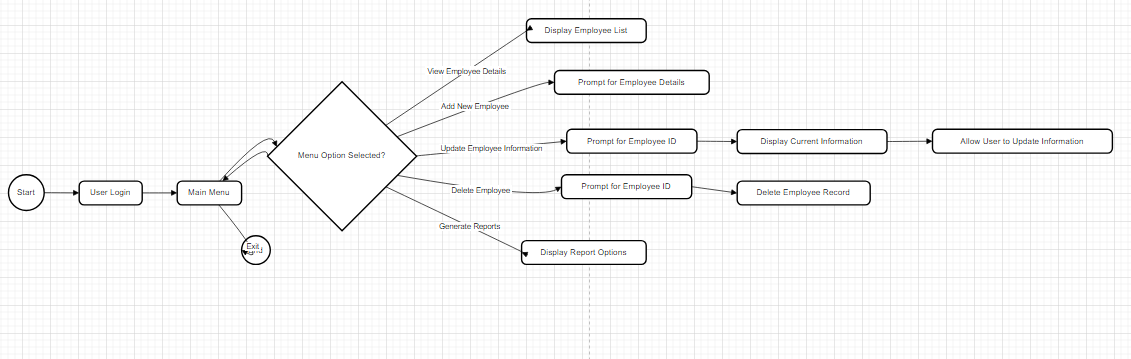 Display Employee List
View Employee Details
Prompt for Employee Details
Add New Employee
Menu Option Selected?
Update Employee Information
Prompt for Employee ID
Display Current Information
Allow User to Update Information
Start
User Login
Main Menu
Delete Employee
Prompt for Employee ID
Delete Employee Record
Generate Reports
Exit
Display Report Options